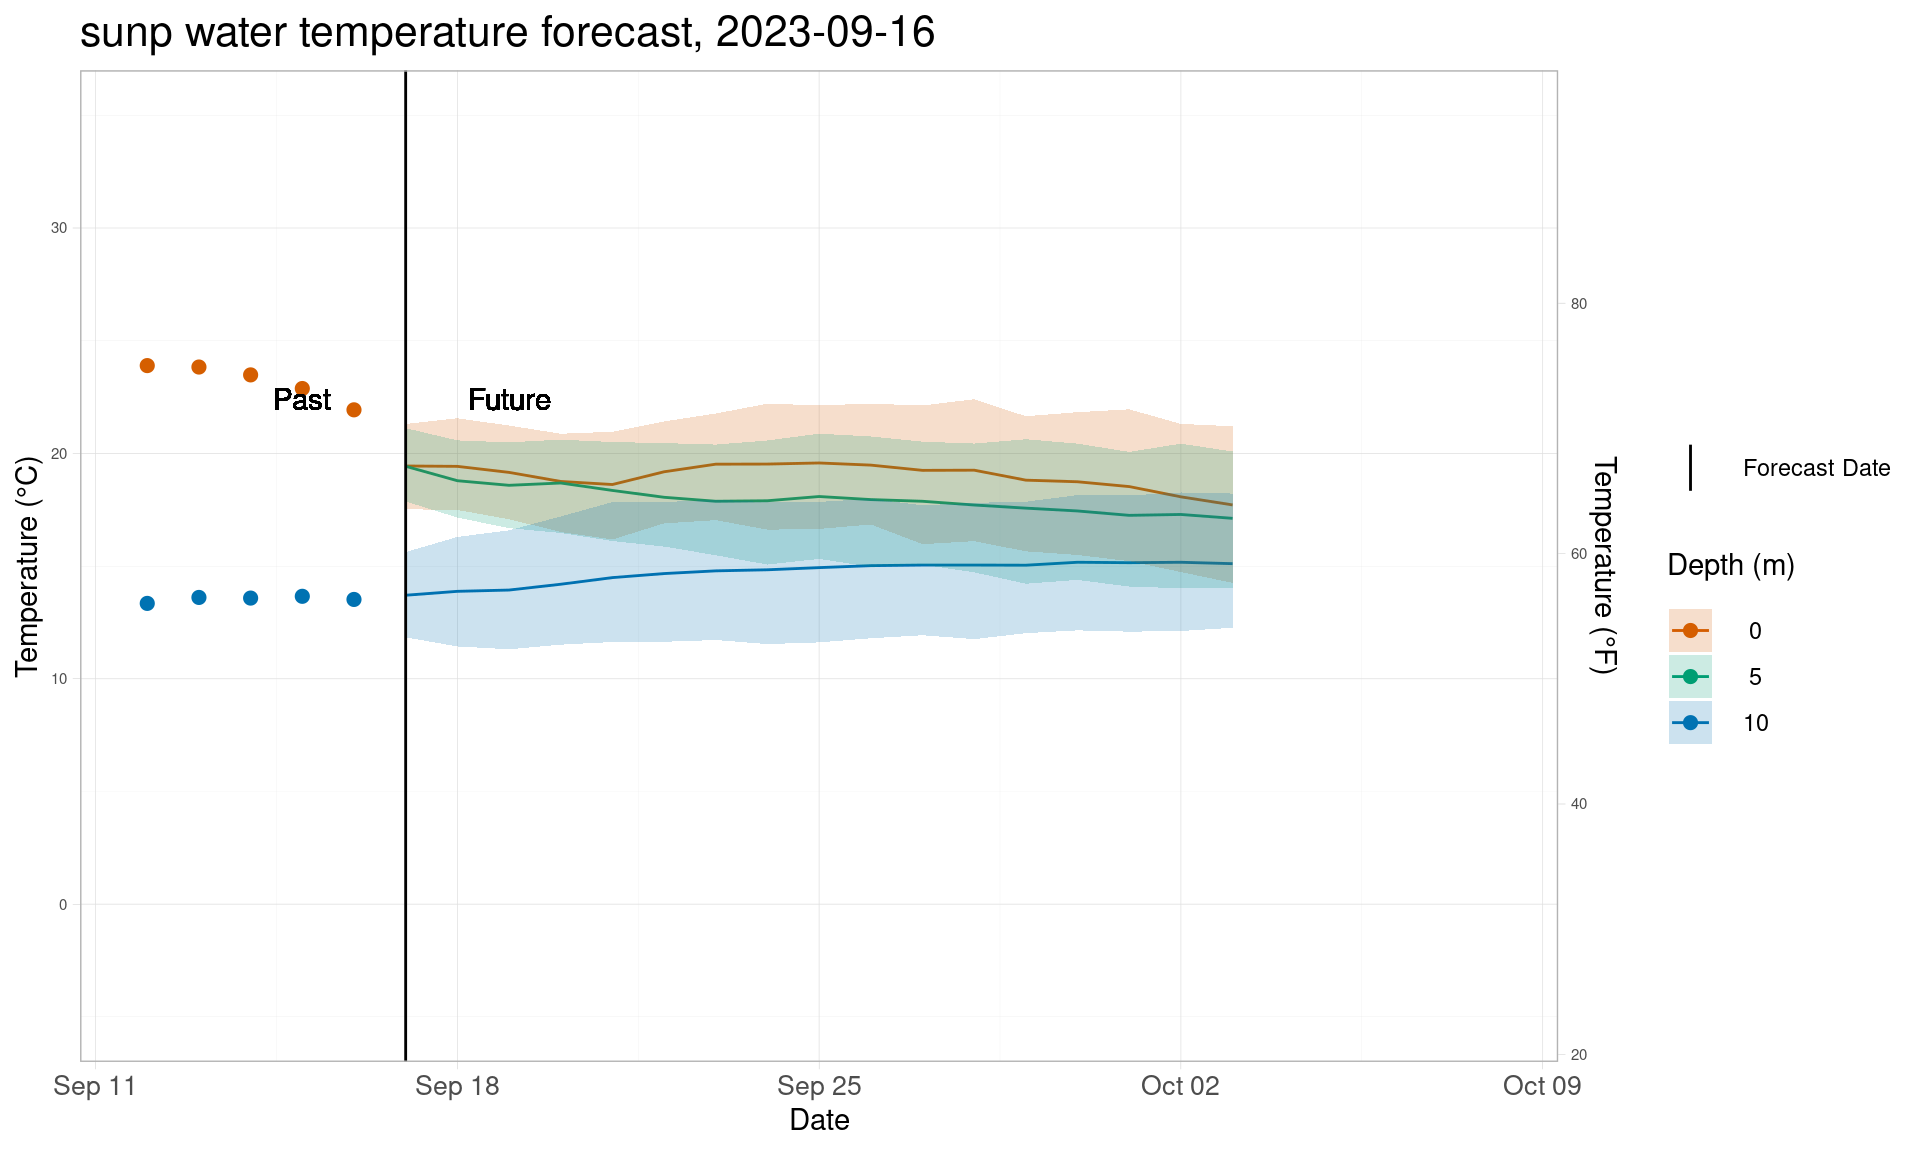 sunp water temperature forecast, 2023-09-16
Temperature (°C)
30
20
10
0
Past
Future
80
60
40
20
Temperature (°F)
Sep 11
Sep 18
Sep 25
Oct 02
Oct 09
Date
Forecast Date
Depth (m)
0
5
10